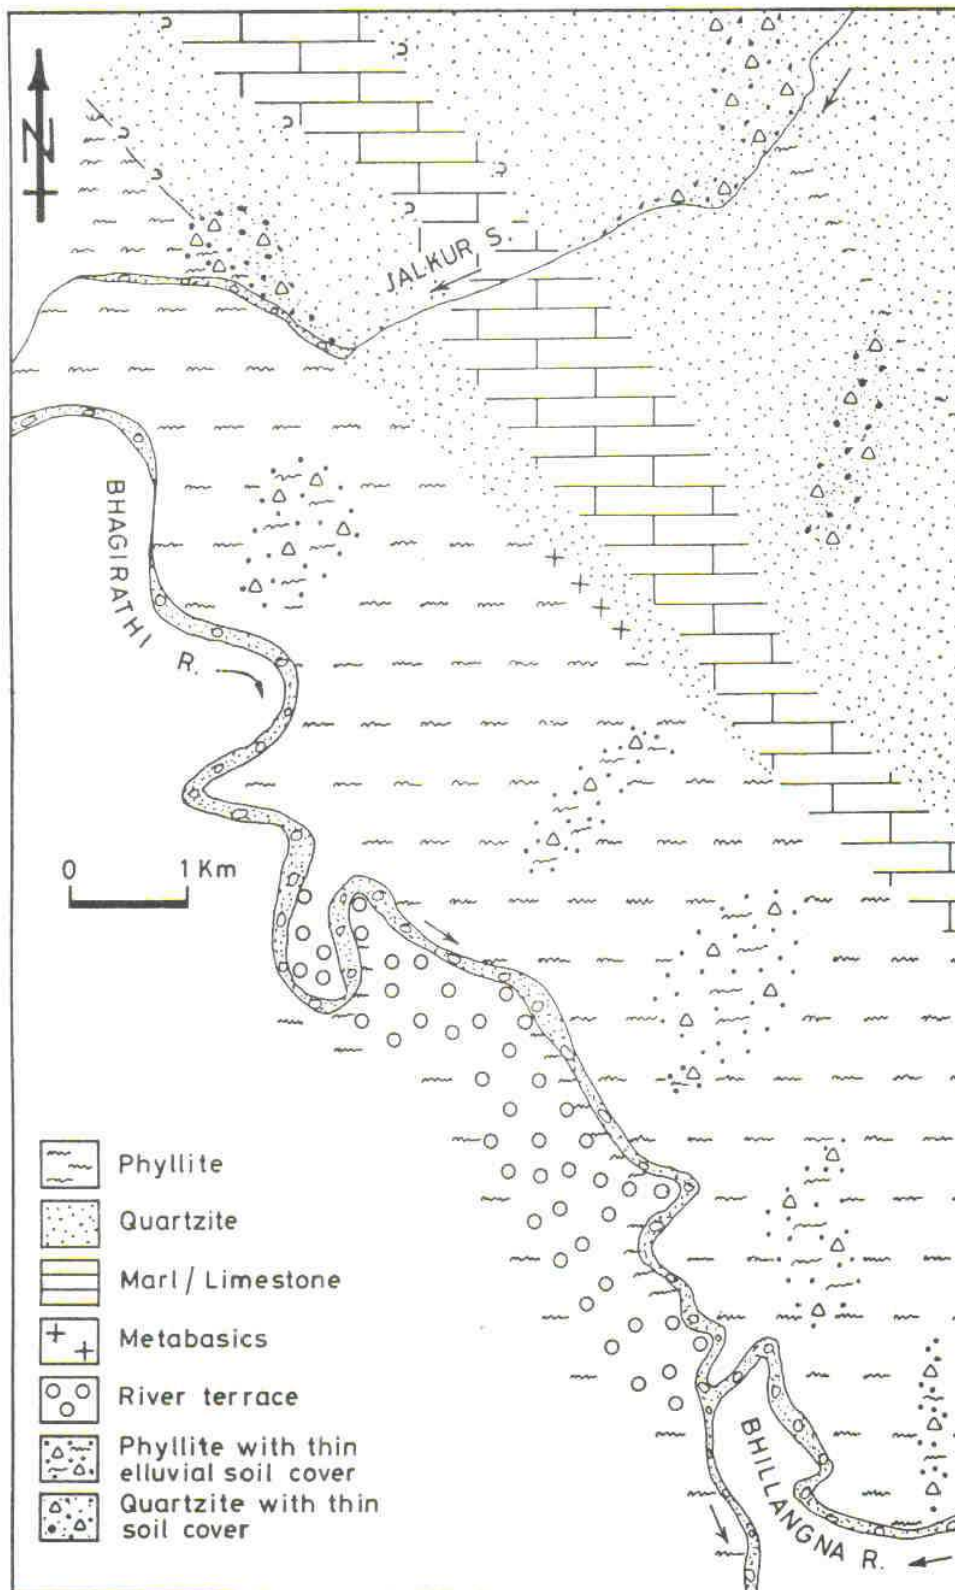 N
JALKUR S.
BHAGIRATHI
R.
0 1 Km
Phyllite
Quartzite
Marl / Limestone
Metabasics
River terrace
Phyllite with thin
elluvial soil cover
Quartzite with thin
soil cover
BHILLANGNA R.